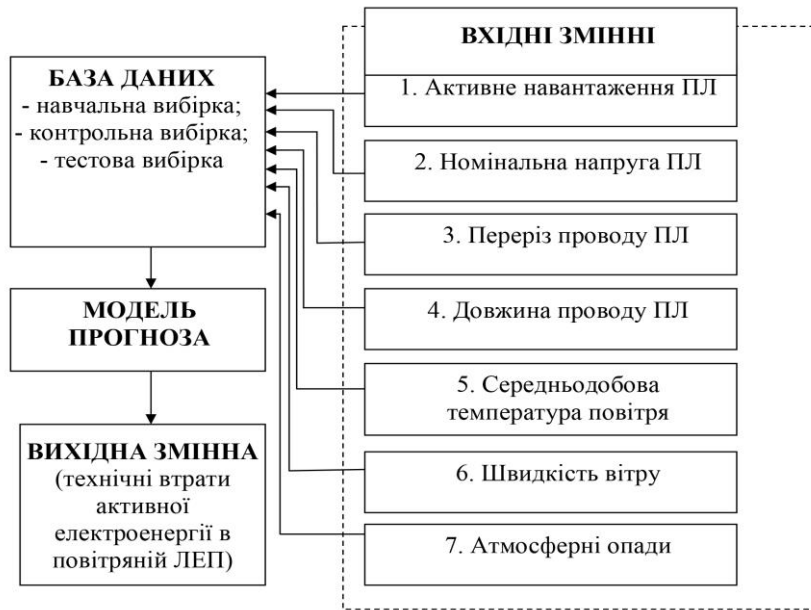 БАЗА ДАНИХ
- навчальна вибірка;
- контрольна вибірка;
- тестова вибірка
МОДЕЛЬ
ПРОГНОЗА
ВИХІДНА ЗМІННА
(технічні втрати
активної
електроенергії в
повітряній ЛЕП)
ВХІДНІ ЗМІННІ
1. Активне навантаження ПЛ
2. Номінальна напруга ПЛ
3. Переріз проводу ПЛ
4. Довжина проводу ПЛ
5. Середньодобова
температура повітря
6. Швидкість вітру
7. Атмосферні опади